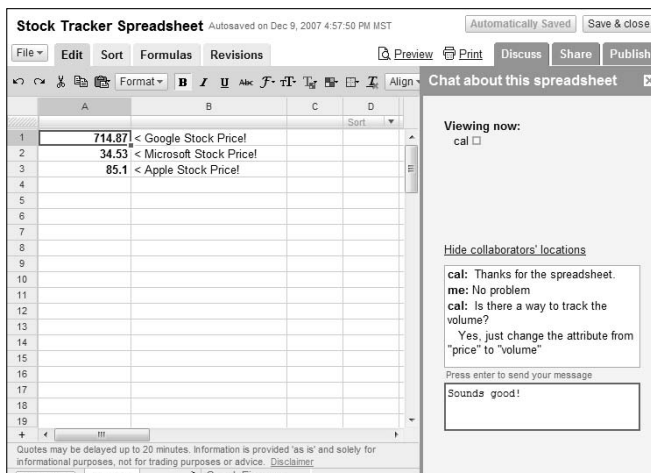 Stock Tracker Spreadsheet Autosaved on Dec 9, 2007 4:57:50 PM MST
Automatically Saved Save & close
File Edit Sort Formulas Revisions Preview Print Discuss Share Publish
Format B I U Abc Align
Chat about this spreadsheet
A B C D
Sort
1 714.87 < Google Stock Price!
2 34.53 < Microsoft Stock Price!
3 85.1 < Apple Stock Price!
4
5
6
7
8
9
10
11
12
13
14
15
16
17
18
19
Quotes may be delayed up to 20 minutes. Information is provided 'as is' and solely for
informational purposes, not for trading purposes or advice. Disclaimer
Viewing now:
cal
Hide collaborators' locations
cal: Thanks for the spreadsheet.
me: No problem
cal: Is there a way to track the
volume?
Yes, just change the attribute from
"price" to "volume"
Press enter to send your message
Sounds good!